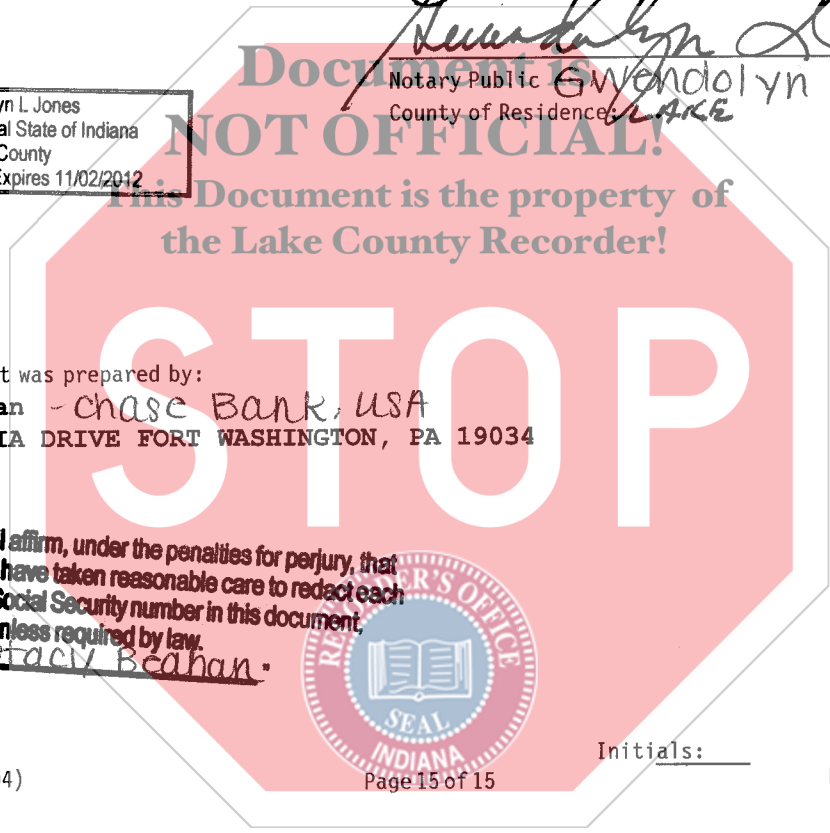 Document is
Notary Public Gwendolyn
County of Residence: LAKE
yn L Jones
al State of Indiana
County
Expires 11/02/2012
NOT OFFICIAL!
This Document is the property of
the Lake County Recorder!
STOP
t was prepared by:
an - Chase Bank, USA
IA DRIVE FORT WASHINGTON, PA 19034
I affirm, under the penalties for perjury, that
have taken reasonable care to redact each
Social Security number in this document,
unless required by law.
tacy Beahan
RECORDER'S OFFICE
SEAL
INDIANA
Initials:
4)
Page 15 of 15